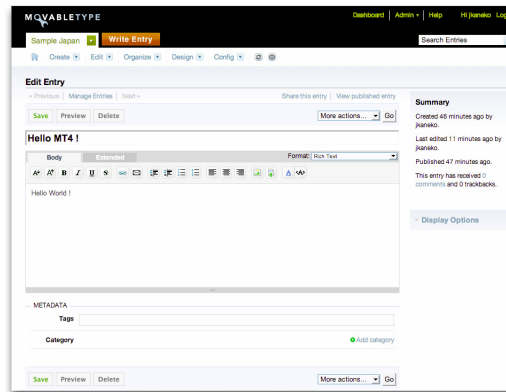 MOVABLETYPE
Dashboard | Admin | Help Hi jkaneko Log
Sample Japan Write Entry Search Entries
Create Edit Organize Design Config
Edit Entry
« Previous | Manage Entries | Next » Share this entry | View published entry
Save Preview Delete More actions... Go
Hello MT4 !
Body Extended Format: Rich Text
Hello World !
METADATA
Tags
Category Add category
Save Preview Delete More actions... Go
Summary
Created 46 minutes ago by
jkaneko.
Last edited 11 minutes ago by
jkaneko.
Published 47 minutes ago.
This entry has received 0
comments and 0 trackbacks.
Display Options